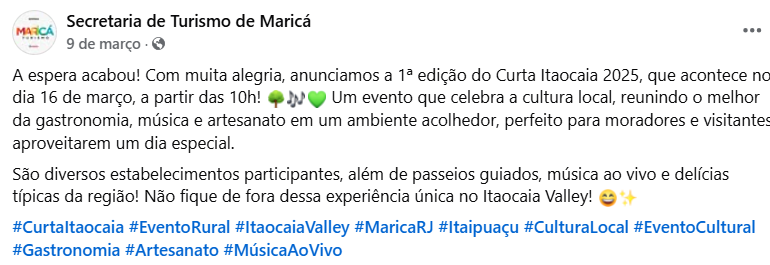 MARICÁ
TURISMO
Secretaria de Turismo de Maricá
9 de março ·
A espera acabou! Com muita alegria, anunciamos a 1ª edição do Curta Itaocaia 2025, que acontece no
dia 16 de março, a partir das 10h! 🌳🎶💚 Um evento que celebra a cultura local, reunindo o melhor
da gastronomia, música e artesanato em um ambiente acolhedor, perfeito para moradores e visitantes
aproveitarem um dia especial.
São diversos estabelecimentos participantes, além de passeios guiados, música ao vivo e delícias
típicas da região! Não fique de fora dessa experiência única no Itaocaia Valley! 😄✨
#CurtaItaocaia #EventoRural #ItaocaiaValley #MaricaRJ #Itaipuaçu #CulturaLocal #EventoCultural
#Gastronomia #Artesanato #MúsicaAoVivo